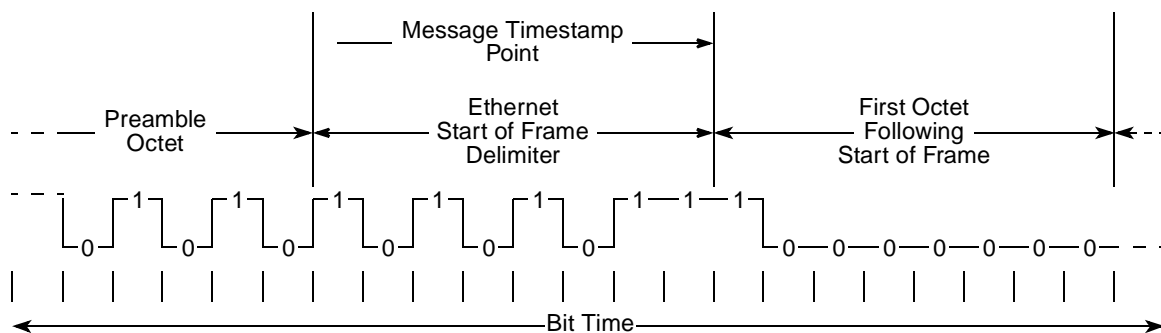 Message Timestamp
Point
Preamble
Octet
Ethernet
Start of Frame
Delimiter
First Octet
Following
Start of Frame
1 1 1 1 1 1 1 1
0 0 0 0 0 0 0 0 0 0 0 0 0
Bit Time